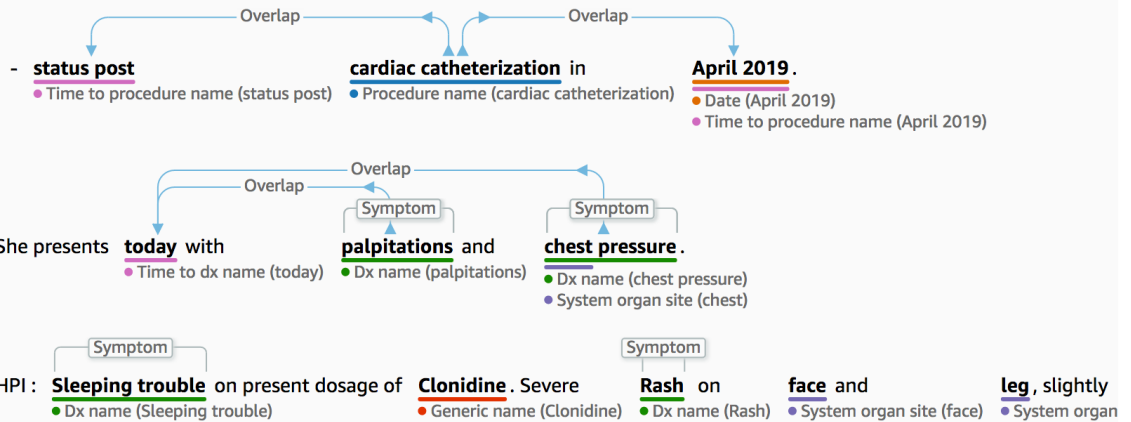 Overlap Overlap
- status post cardiac catheterization in April 2019.
Time to procedure name (status post) Procedure name (cardiac catheterization) Date (April 2019)
Time to procedure name (April 2019)
Overlap
Overlap
Symptom Symptom
She presents today with palpitations and chest pressure.
Time to dx name (today) Dx name (palpitations) Dx name (chest pressure)
System organ site (chest)
Symptom Symptom
HPI : Sleeping trouble on present dosage of Clonidine. Severe Rash on face and leg, slightly
Dx name (Sleeping trouble) Generic name (Clonidine) Dx name (Rash) System organ site (face) System organ